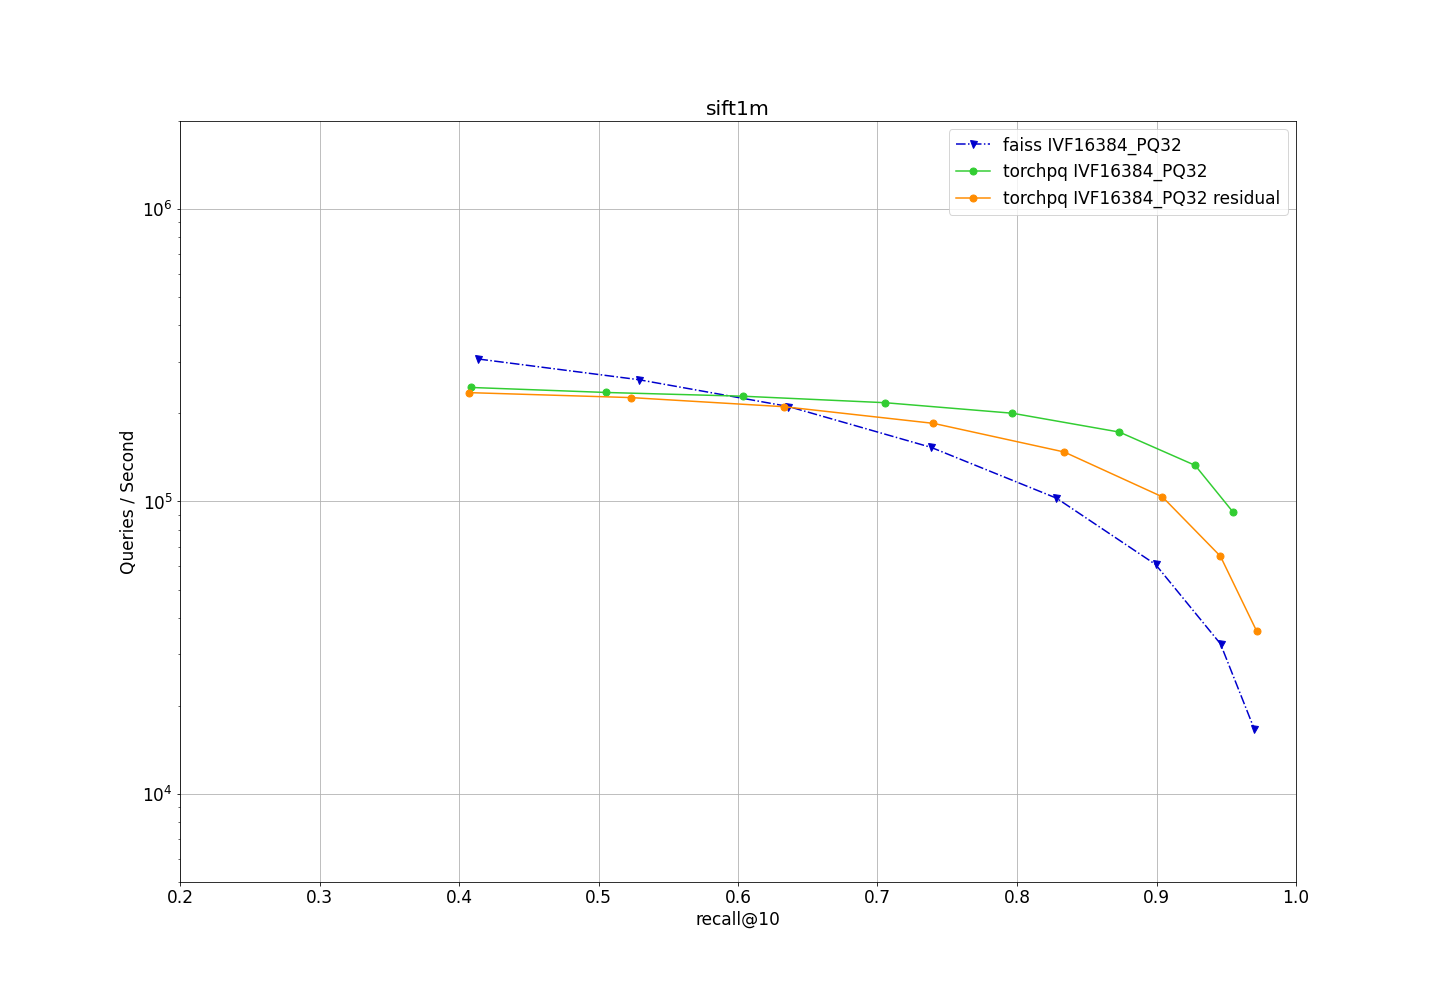 sift1m
faiss IVF16384_PQ32
torchpq IVF16384_PQ32
torchpq IVF16384_PQ32 residual
Queries / Second
10^6
10^5
10^4
0.2 0.3 0.4 0.5 0.6 0.7 0.8 0.9 1.0
recall@10